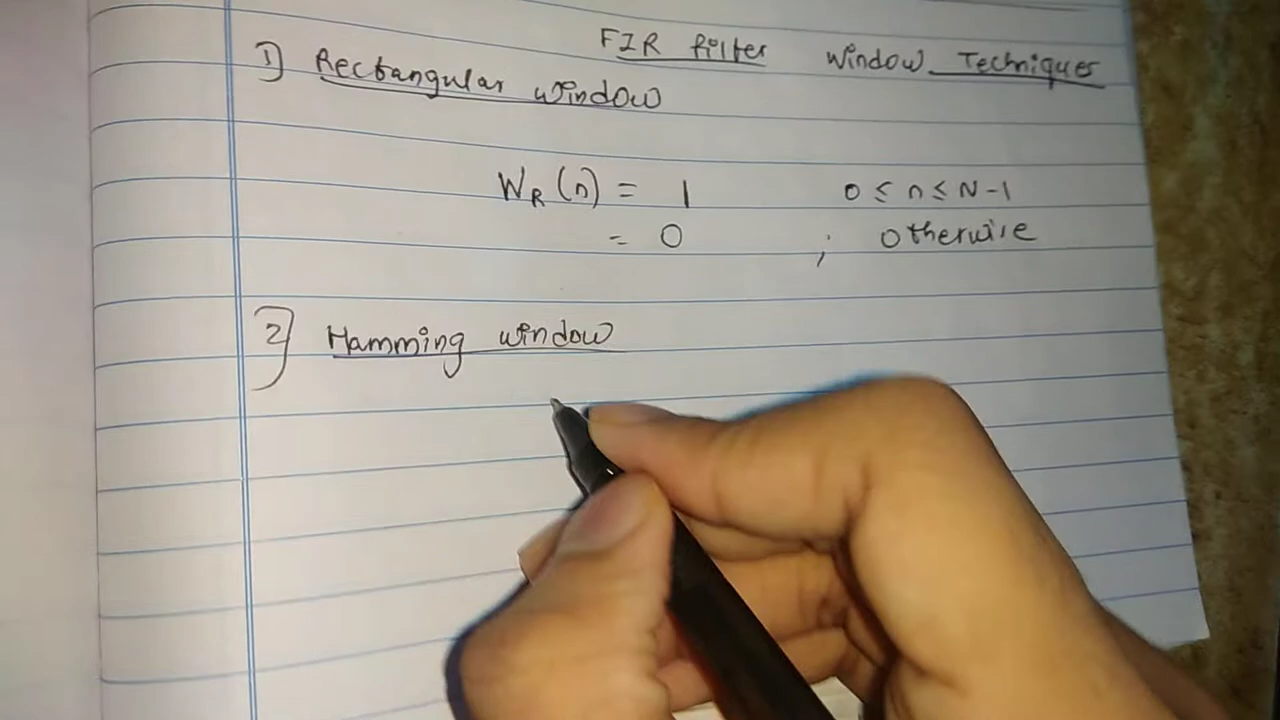 FIR filter window Techniques
1) Rectangular window
WR(n) = 1 0 ≤ n ≤ N-1
= 0 ; otherwise
2) Hamming window